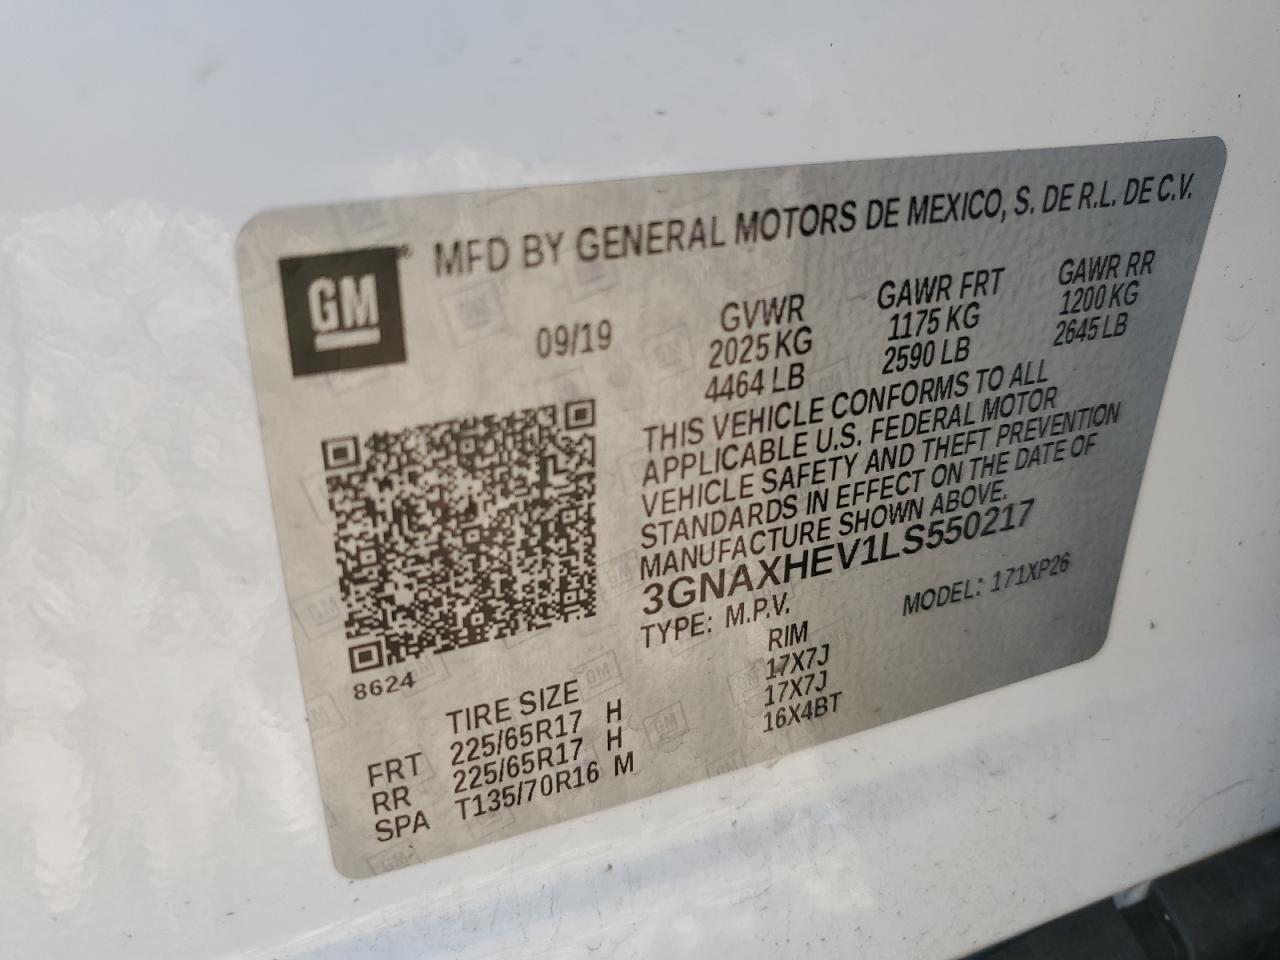 GM® MFD BY GENERAL MOTORS DE MEXICO, S. DE R.L. DE C.V.
09/19
GVWR GAWR FRT GAWR RR
2025 KG 1175 KG 1200 KG
4464 LB 2590 LB 2645 LB
THIS VEHICLE CONFORMS TO ALL
APPLICABLE U.S. FEDERAL MOTOR
VEHICLE SAFETY AND THEFT PREVENTION
STANDARDS IN EFFECT ON THE DATE OF
MANUFACTURE SHOWN ABOVE.
3GNAXHEV1LS550217
TYPE: M.P.V. MODEL: 171XP26
8624
TIRE SIZE RIM
FRT 225/65R17 H 17X7J
RR 225/65R17 H 17X7J
SPA T135/70R16 M 16X4BT